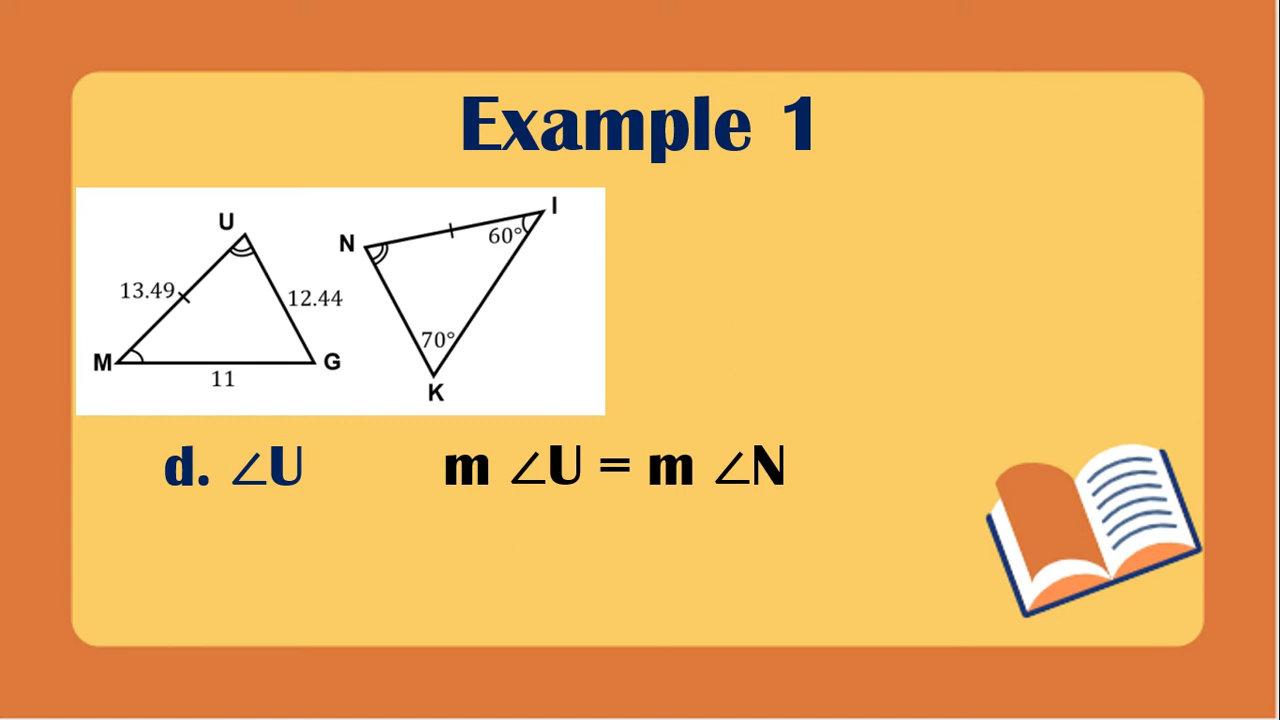 Example 1
U
I
N
60°
13.49
12.44
70°
M
G
11
K
d. ∠U m ∠U = m ∠N